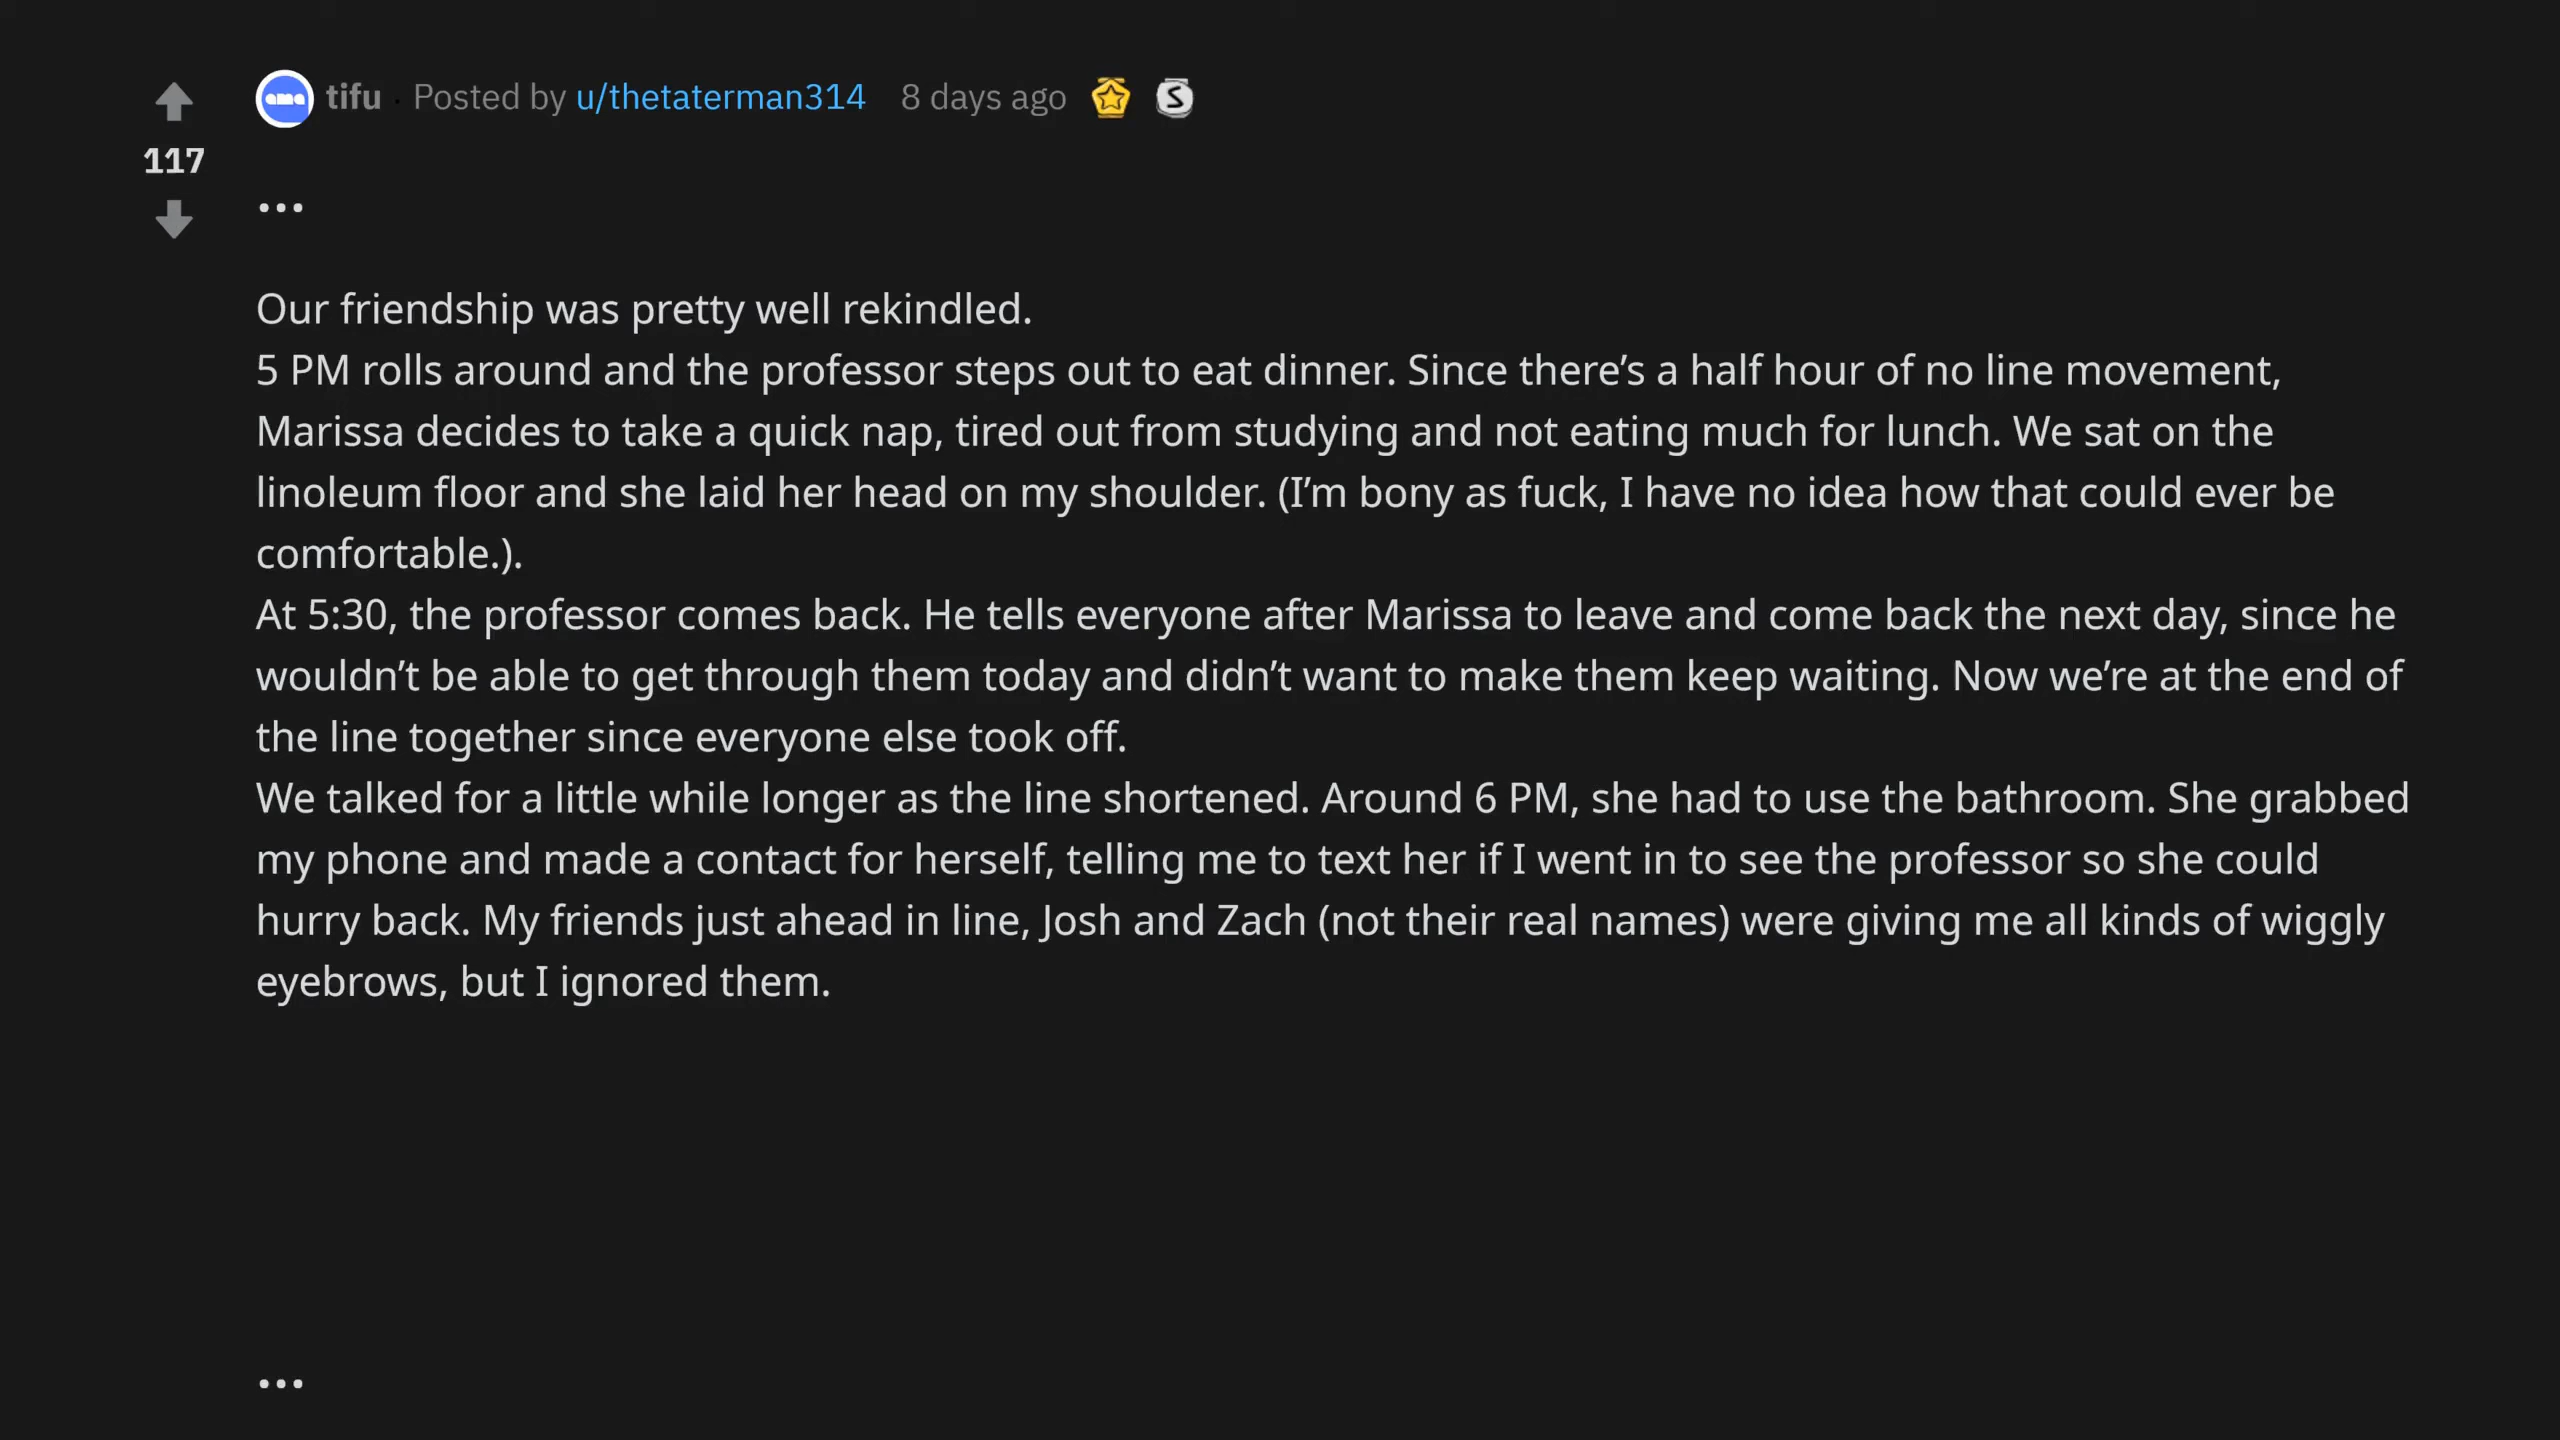 tifu · Posted by u/thetaterman314 8 days ago
117
...
Our friendship was pretty well rekindled.
5 PM rolls around and the professor steps out to eat dinner. Since there’s a half hour of no line movement,
Marissa decides to take a quick nap, tired out from studying and not eating much for lunch. We sat on the
linoleum floor and she laid her head on my shoulder. (I’m bony as fuck, I have no idea how that could ever be
comfortable.).
At 5:30, the professor comes back. He tells everyone after Marissa to leave and come back the next day, since he
wouldn’t be able to get through them today and didn’t want to make them keep waiting. Now we’re at the end of
the line together since everyone else took off.
We talked for a little while longer as the line shortened. Around 6 PM, she had to use the bathroom. She grabbed
my phone and made a contact for herself, telling me to text her if I went in to see the professor so she could
hurry back. My friends just ahead in line, Josh and Zach (not their real names) were giving me all kinds of wiggly
eyebrows, but I ignored them.
...